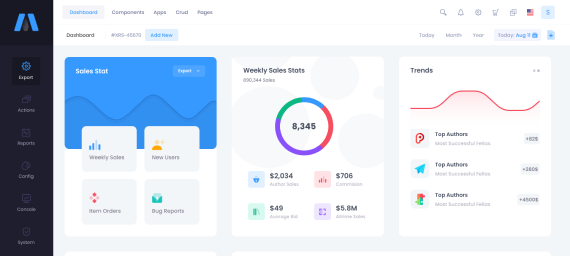 Dashboard Components Apps Crud Pages
S
Dashboard #XRS-45670 Add New
Today Month Year Today: Aug 11
Export
Actions
Reports
Config
Console
System
Sales Stat
Export
Weekly Sales
New Users
Item Orders
Bug Reports
Weekly Sales Stats
890,344 Sales
8,345
$2,034
Author Sales
$706
Commission
$49
Average Bid
$5.8M
All-time Sales
Trends
Top Authors
Most Successful Fellas
+82$
Top Authors
Most Successful Fellas
+280$
Top Authors
Most Successful Fellas
+4500$